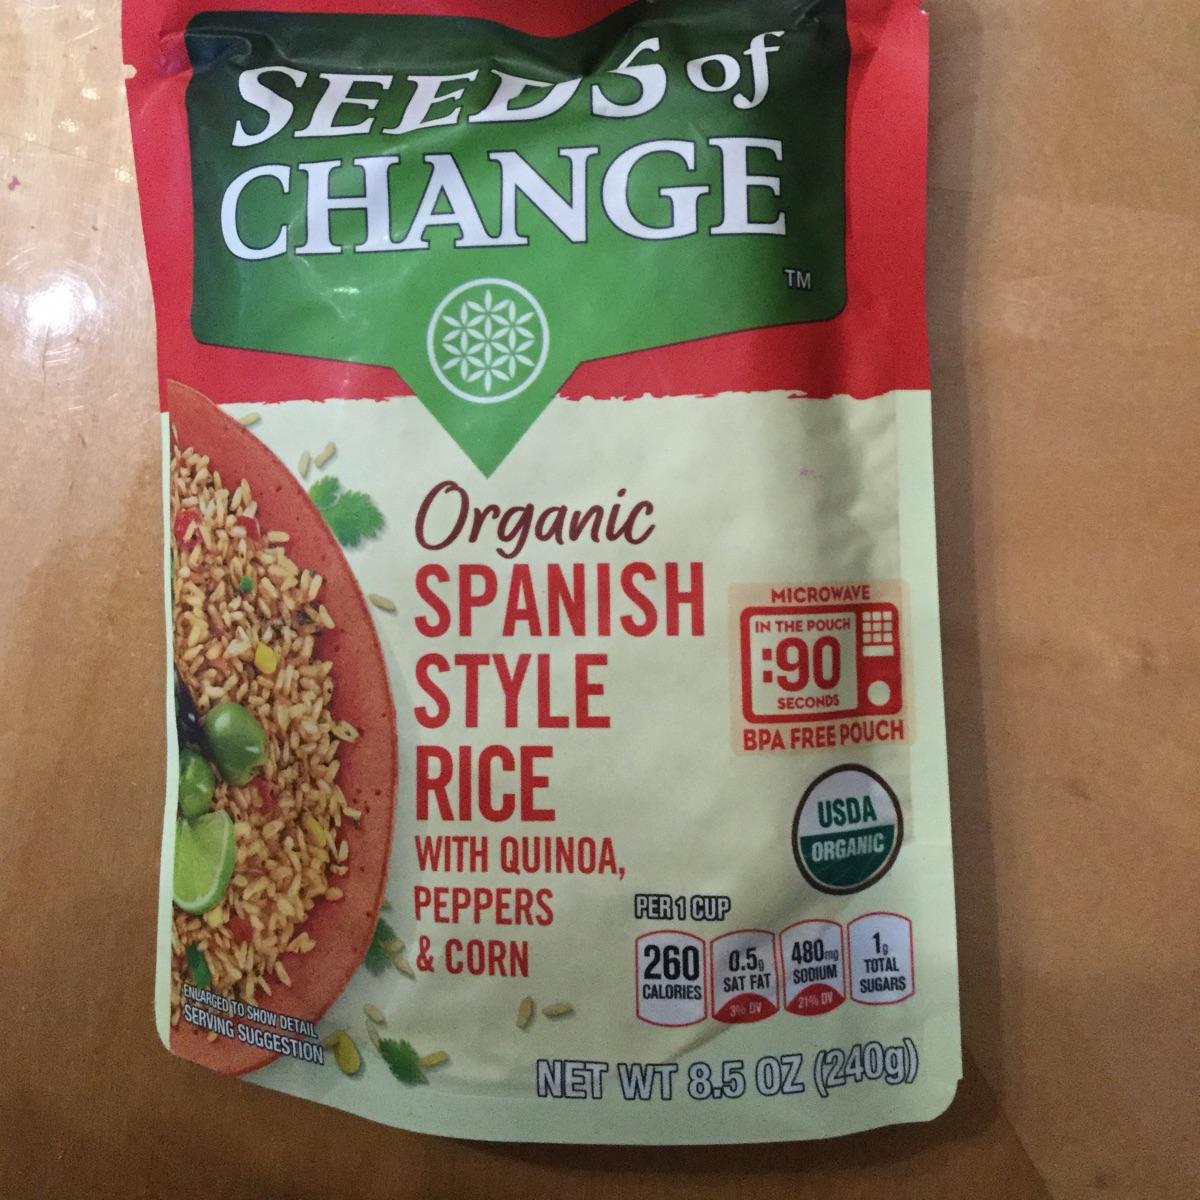 SEEDS of
CHANGE
TM
Organic
SPANISH
STYLE
RICE
WITH QUINOA,
PEPPERS
& CORN
MICROWAVE
IN THE POUCH
:90
SECONDS
BPA FREE POUCH
USDA
ORGANIC
PER 1 CUP
260
CALORIES
0.5g
SAT FAT
3% DV
480mg
SODIUM
21% DV
1g
TOTAL
SUGARS
ENLARGED TO SHOW DETAIL
SERVING SUGGESTION
NET WT 8.5 OZ (240g)